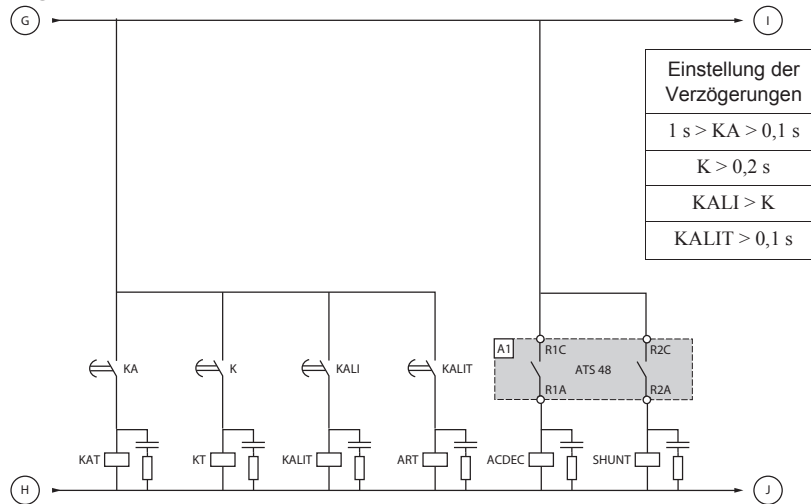 G
I
Einstellung der
Verzögerungen
1 s > KA > 0,1 s
K > 0,2 s
KALI > K
KALIT > 0,1 s
A1
R1C
R2C
KA
K
KALI
KALIT
ATS 48
R1A
R2A
KAT
KT
KALIT
ART
ACDEC
SHUNT
H
J